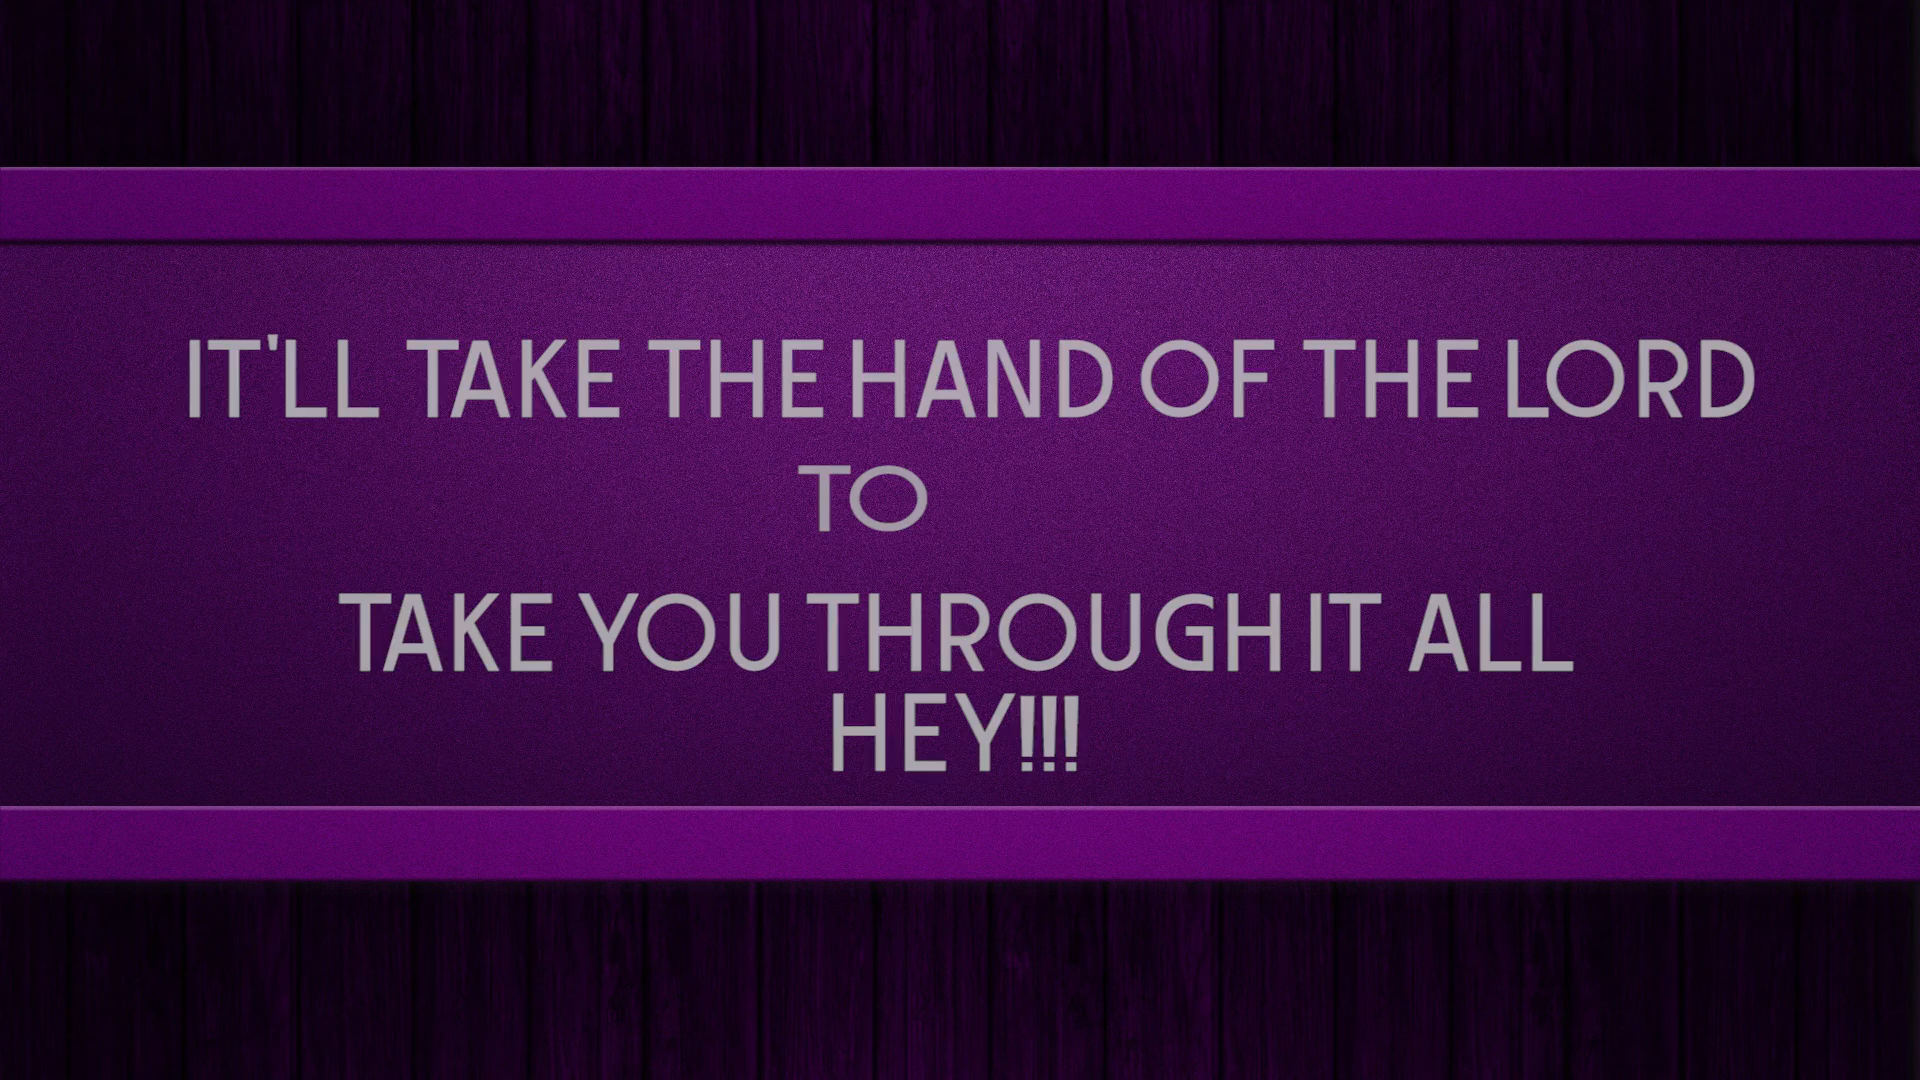 IT'LL TAKE THE HAND OF THE LORD
TO
TAKE YOU THROUGH IT ALL
HEY!!!